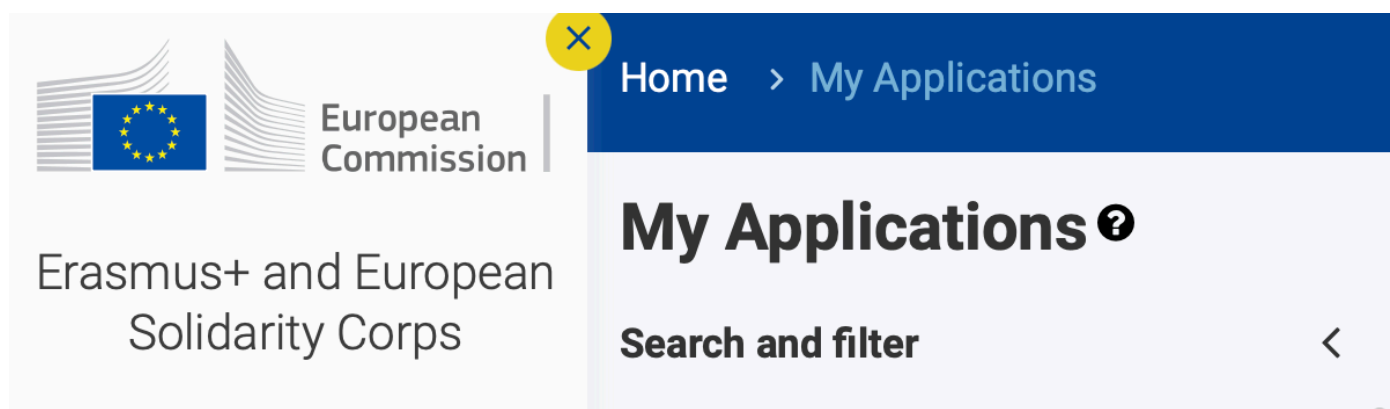 European
Commission
Erasmus+ and European
Solidarity Corps
Home > My Applications
My Applications
Search and filter